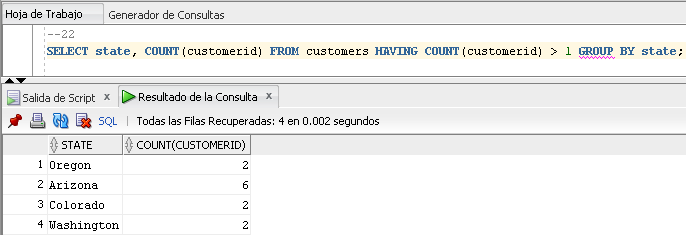 Hoja de Trabajo Generador de Consultas
--22
SELECT state, COUNT(customerid) FROM customers HAVING COUNT(customerid) > 1 GROUP BY state;
Salida de Script x Resultado de la Consulta x
SQL | Todas las Filas Recuperadas: 4 en 0.002 segundos
STATE COUNT(CUSTOMERID)
1 Oregon 2
2 Arizona 6
3 Colorado 2
4 Washington 2